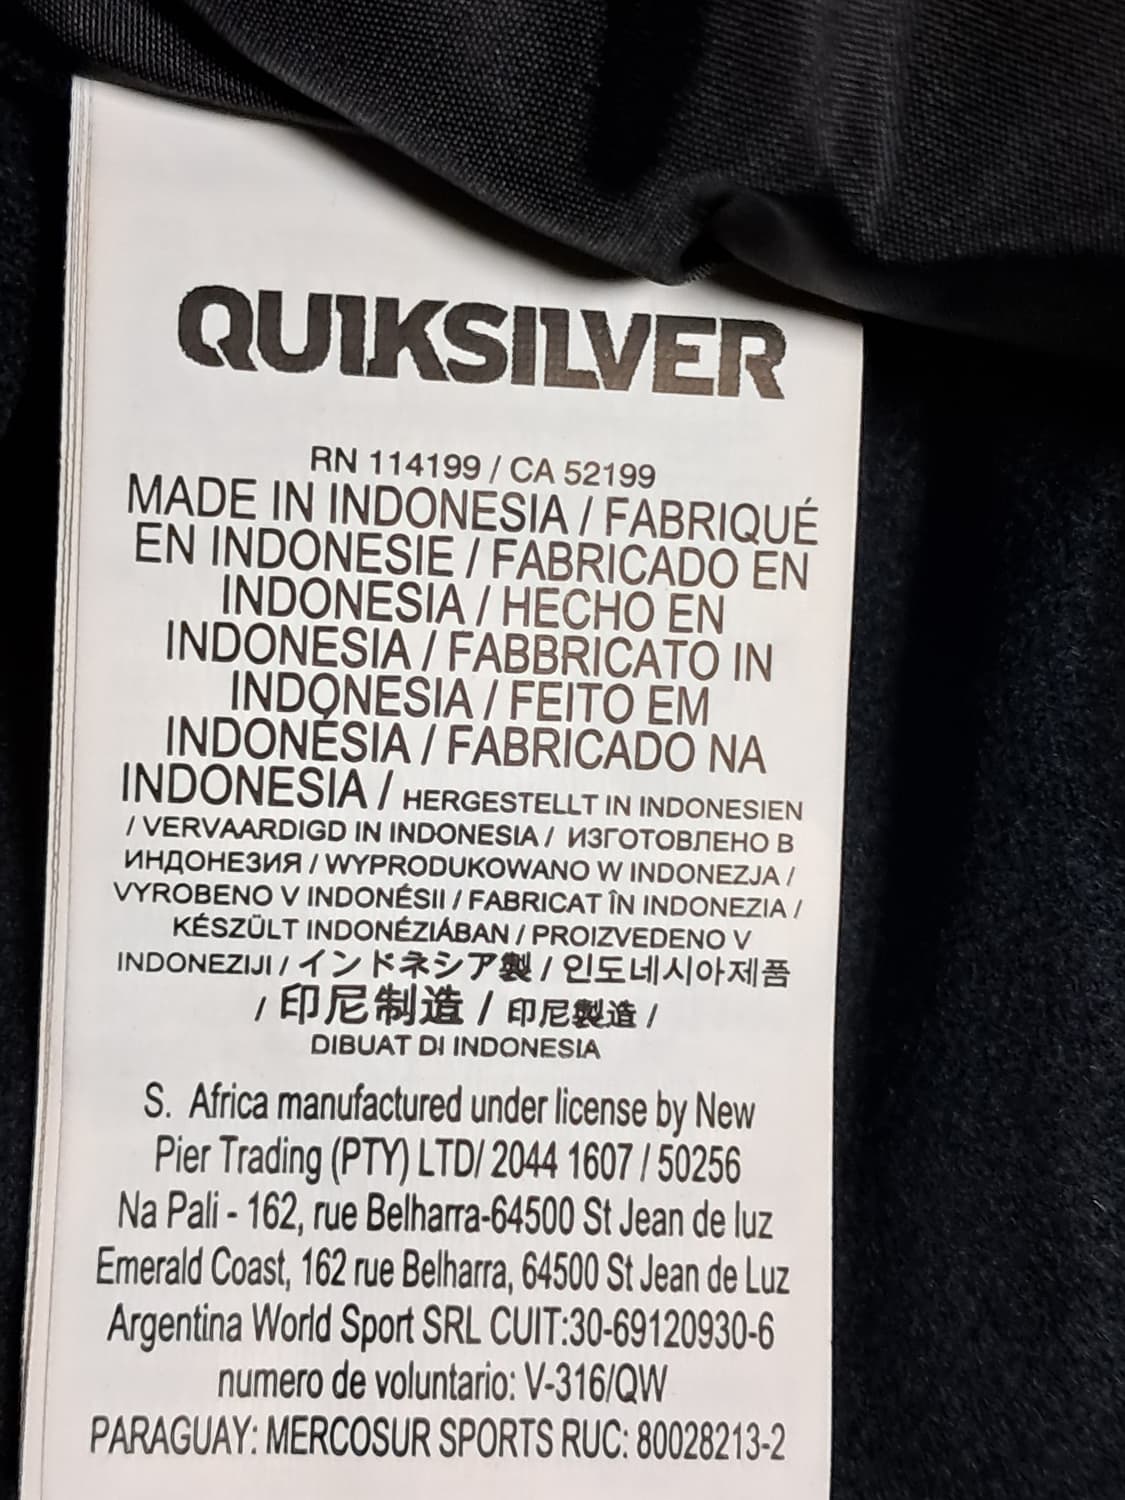 QUIKSILVER
RN 114199 / CA 52199
MADE IN INDONESIA / FABRIQUÉ
EN INDONESIE / FABRICADO EN
INDONESIA / HECHO EN
INDONESIA / FABBRICATO IN
INDONESIA / FEITO EM
INDONÉSIA / FABRICADO NA
INDONESIA / HERGESTELLT IN INDONESIEN
/ VERVAARDIGD IN INDONESIA / ИЗГОТОВЛЕНО В
ИНДОНЕЗИЯ / WYPRODUKOWANO W INDONEZJA /
VYROBENO V INDONÉSII / FABRICAT ÎN INDONEZIA /
KÉSZÜLT INDONÉZIÁBAN / PROIZVEDENO V
INDONEZIJI / インドネシア製 / 인도네시아제품
/ 印尼制造 / 印尼製造 /
DIBUAT DI INDONESIA
S. Africa manufactured under license by New
Pier Trading (PTY) LTD/ 2044 1607 / 50256
Na Pali - 162, rue Belharra-64500 St Jean de luz
Emerald Coast, 162 rue Belharra, 64500 St Jean de Luz
Argentina World Sport SRL CUIT:30-69120930-6
numero de voluntario: V-316/QW
PARAGUAY: MERCOSUR SPORTS RUC: 80028213-2